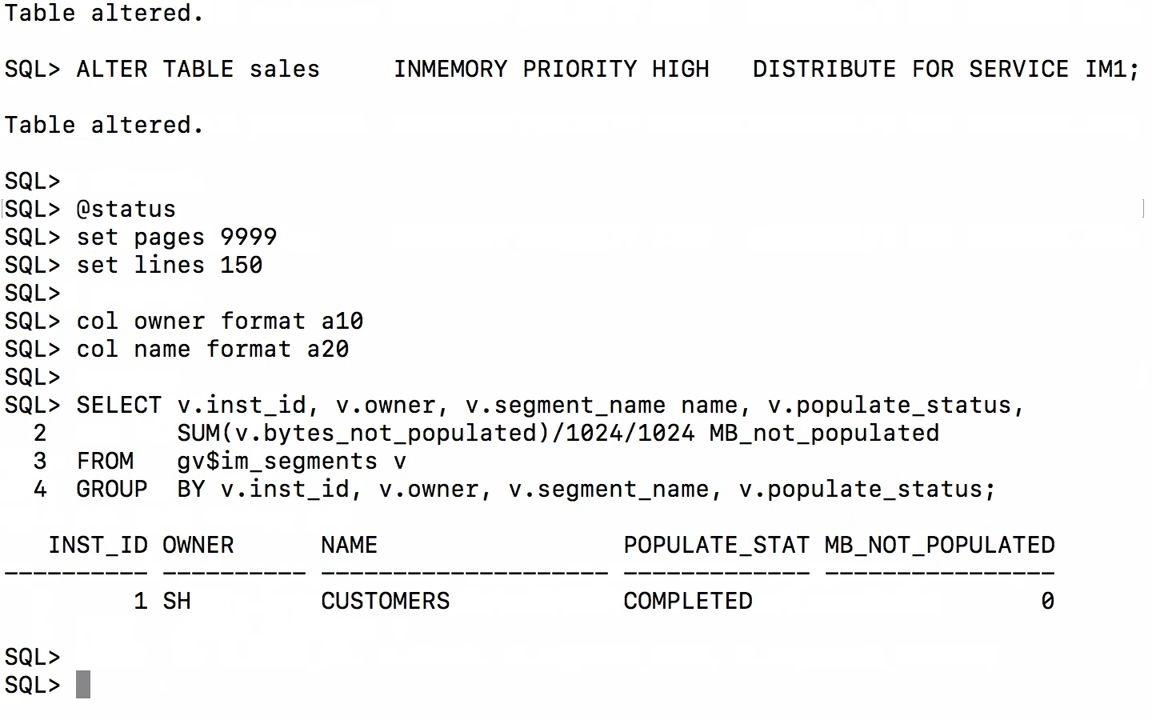 Table altered.
SQL> ALTER TABLE sales     INMEMORY PRIORITY HIGH   DISTRIBUTE FOR SERVICE IM1;
Table altered.
SQL>
SQL> @status
SQL> set pages 9999
SQL> set lines 150
SQL>
SQL> col owner format a10
SQL> col name format a20
SQL>
SQL> SELECT v.inst_id, v.owner, v.segment_name name, v.populate_status,
  2         SUM(v.bytes_not_populated)/1024/1024 MB_not_populated
  3  FROM   gv$im_segments v
  4  GROUP  BY v.inst_id, v.owner, v.segment_name, v.populate_status;
   INST_ID OWNER      NAME                 POPULATE_STAT MB_NOT_POPULATED
---------- ---------- -------------------- ------------- ----------------
         1 SH         CUSTOMERS            COMPLETED                    0
SQL>
SQL>